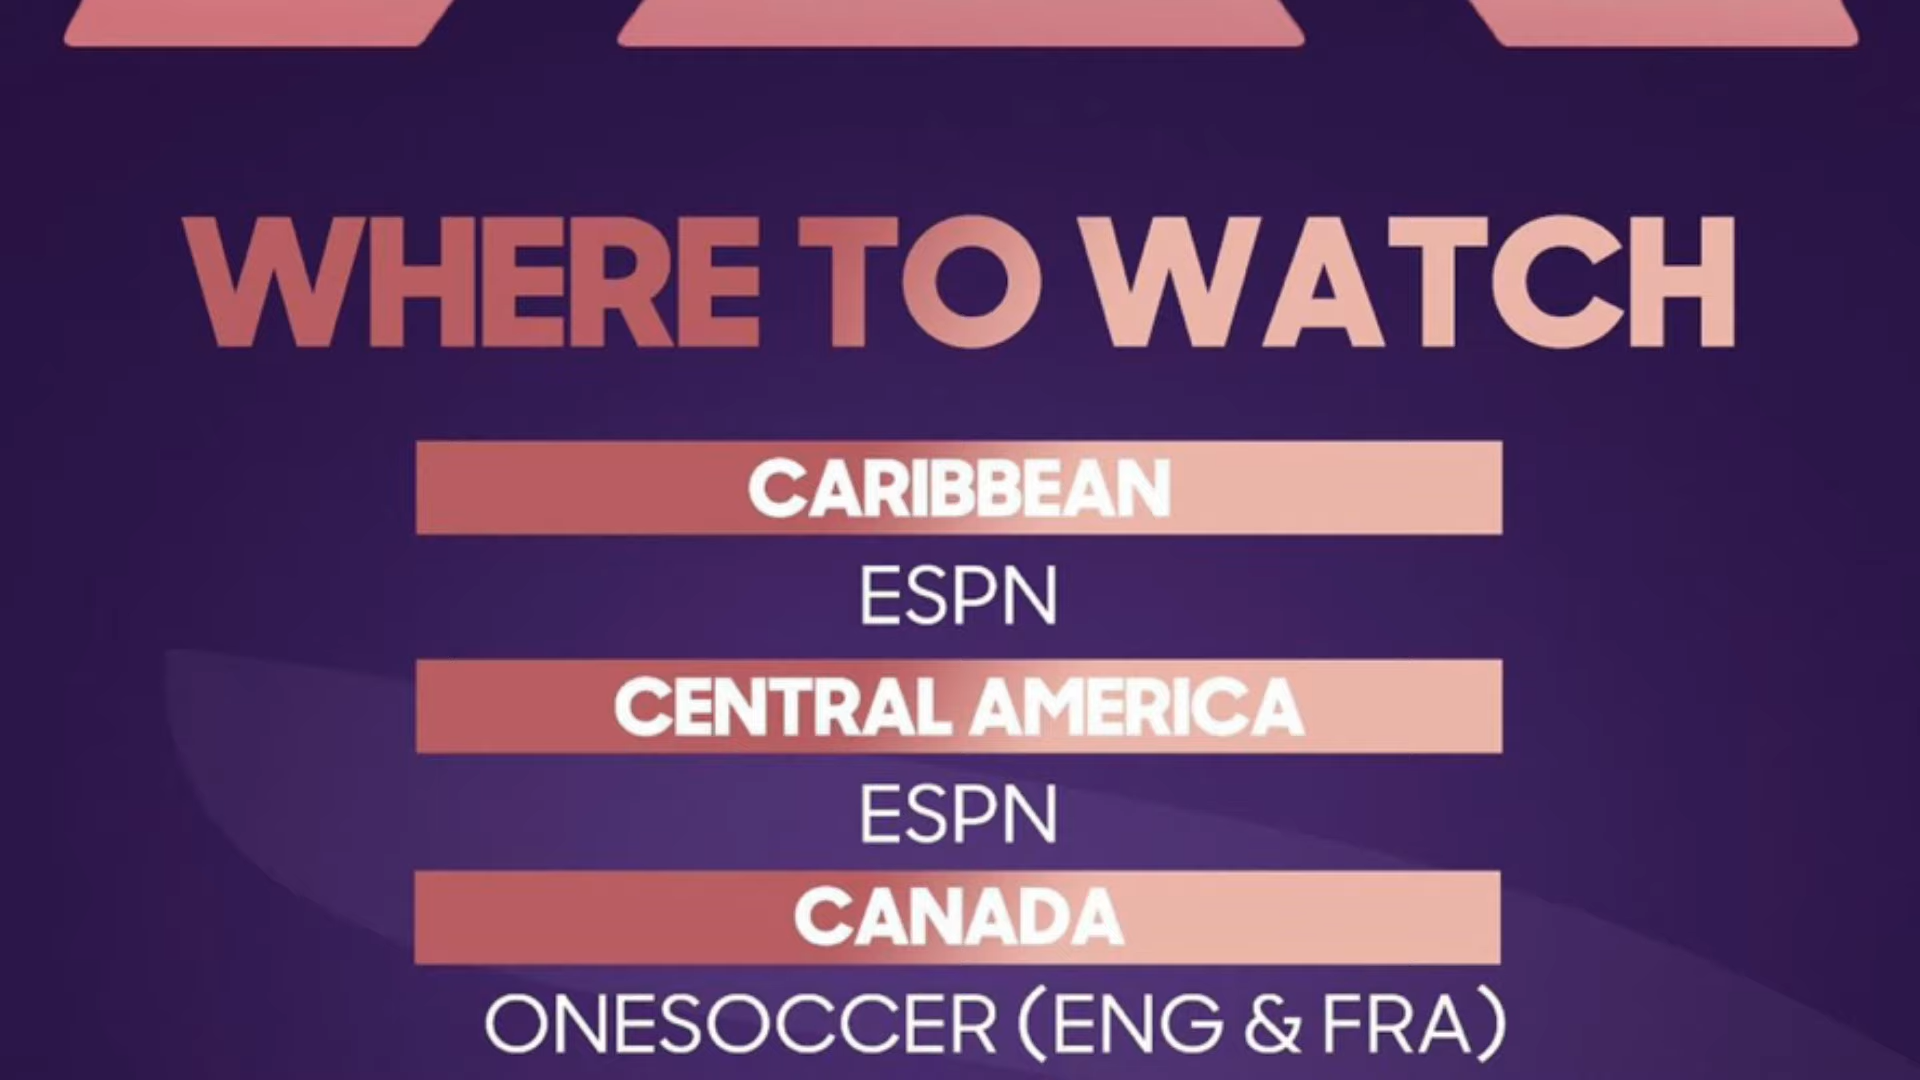 WHERE TO WATCH
CARIBBEAN
ESPN
CENTRAL AMERICA
ESPN
CANADA
ONESOCCER (ENG & FRA)